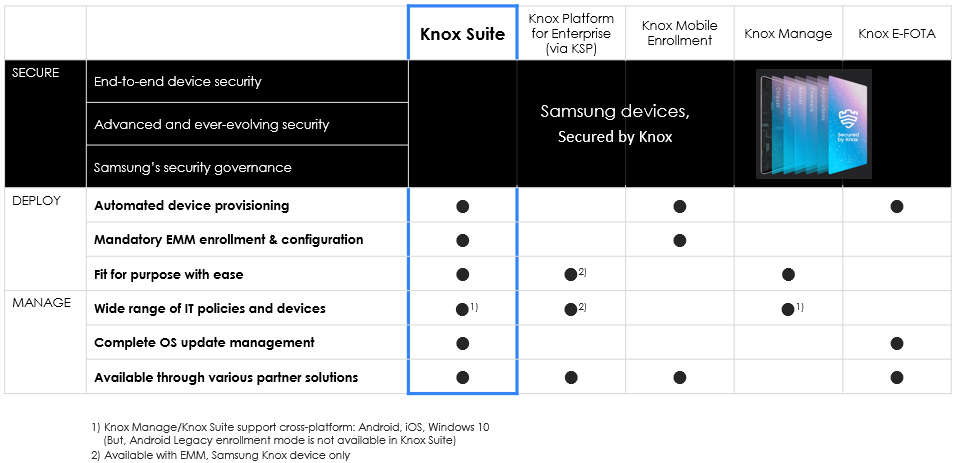 Knox Suite
Knox Platform
for Enterprise
(via KSP)
Knox Mobile
Enrollment
Knox Manage
Knox E-FOTA
SECURE
End-to-end device security
Advanced and ever-evolving security
Samsung's security governance
Samsung devices,
Secured by Knox
Secured
by Knox
DEPLOY
Automated device provisioning
● ● ●
Mandatory EMM enrollment & configuration
● ●
Fit for purpose with ease
● ●2) ●
MANAGE
Wide range of IT policies and devices
●1) ●2) ●1)
Complete OS update management
● ●
Available through various partner solutions
● ● ● ●
1) Knox Manage/Knox Suite support cross-platform: Android, iOS, Windows 10
(But, Android Legacy enrollment mode is not available in Knox Suite)
2) Available with EMM, Samsung Knox device only